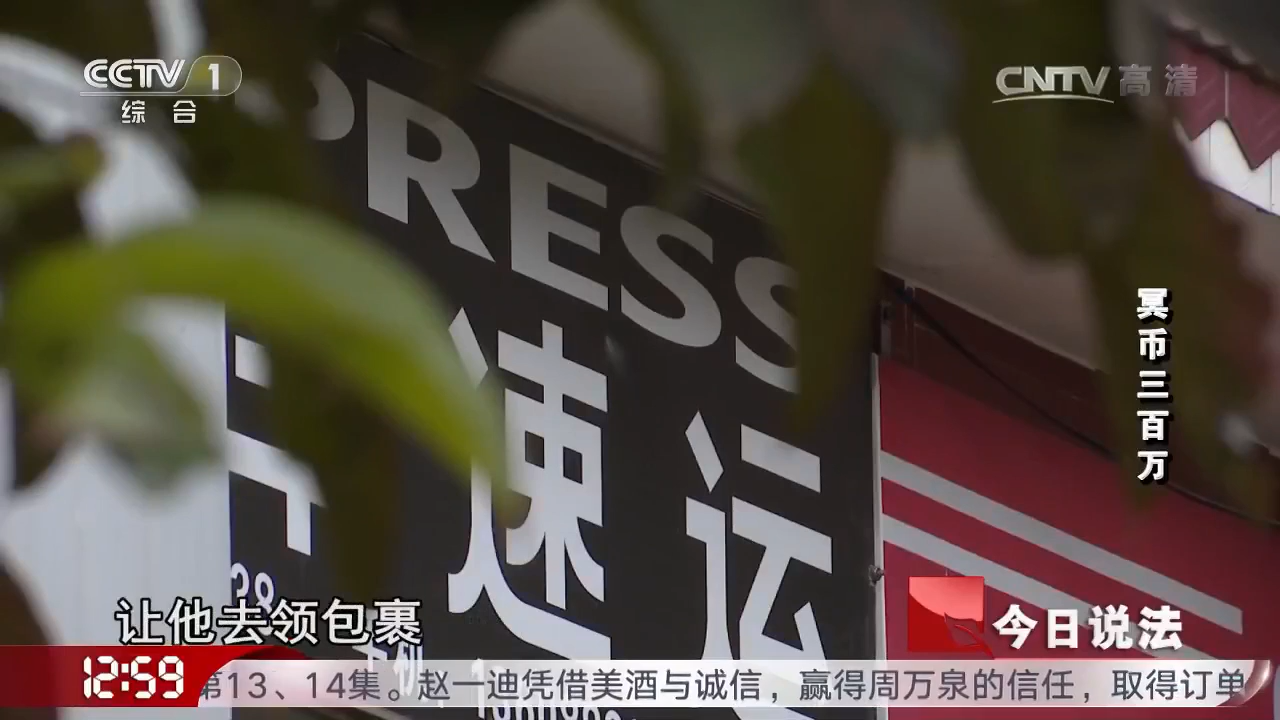 CCTV 1
综合
CNTV 高清
PRESS
速运
冥币三百万
让他去领包裹
今日说法
12:59
第13、14集。赵一迪凭借美酒与诚信，赢得周万泉的信任，取得订单